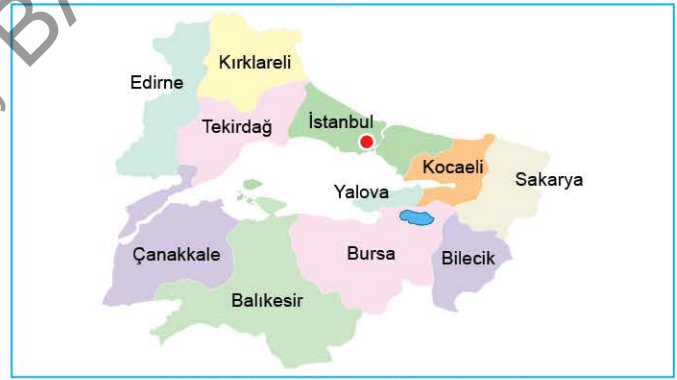 Kırklareli
Edirne
İstanbul
Tekirdağ
Kocaeli
Sakarya
Yalova
Çanakkale
Bursa
Bilecik
Balıkesir